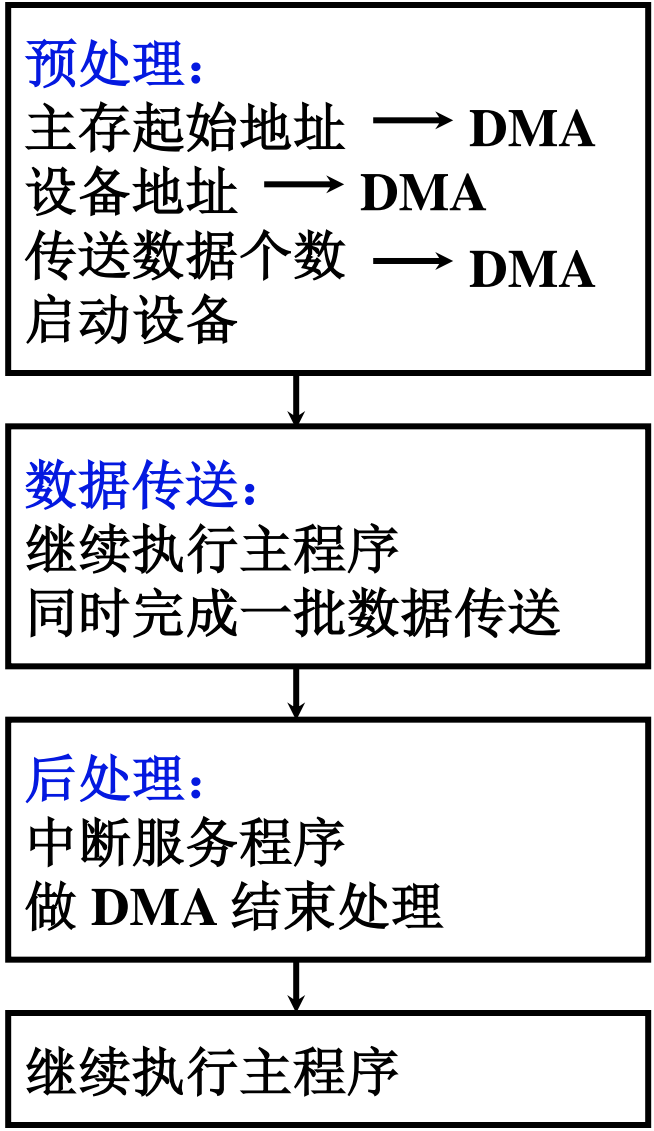 预处理：
主存起始地址 → DMA
设备地址 → DMA
传送数据个数 → DMA
启动设备
数据传送：
继续执行主程序
同时完成一批数据传送
后处理：
中断服务程序
做 DMA 结束处理
继续执行主程序